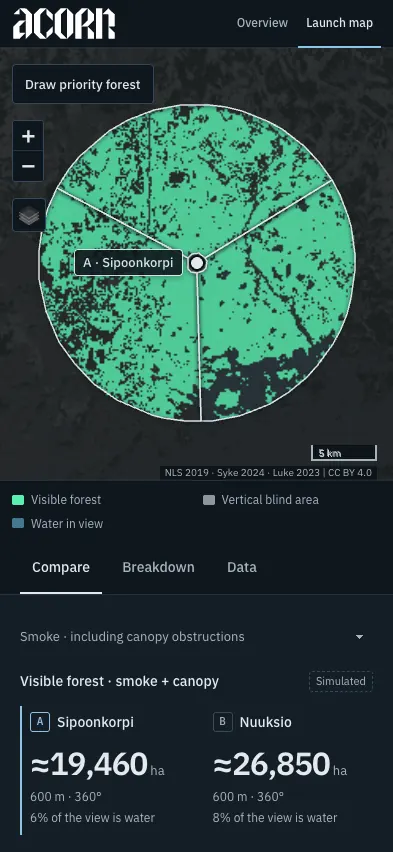 acorn
Overview Launch map
Draw priority forest
+
−
A · Sipoonkorpi
5 km
NLS 2019 · Syke 2024 · Luke 2023 | CC BY 4.0
Visible forest Vertical blind area
Water in view
Compare Breakdown Data
Smoke · including canopy obstructions
Visible forest · smoke + canopy Simulated
A Sipoonkorpi B Nuuksio
≈19,460 ha ≈26,850 ha
600 m · 360° 600 m · 360°
6% of the view is water 8% of the view is water